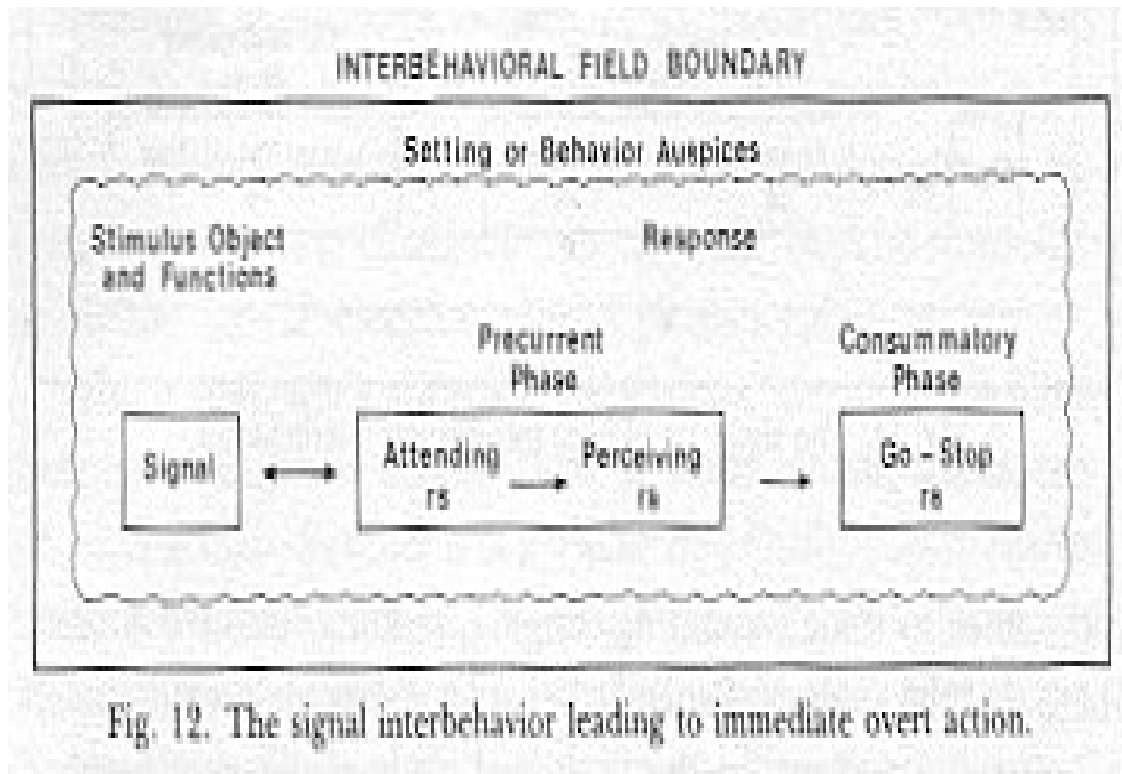 INTERBEHAVIORAL FIELD BOUNDARY
Setting or Behavior Auspices
Stimulus Object
and Functions
Response
Precurrent
Phase
Consummatory
Phase
Signal
Attending
rs
Perceiving
rs
Go – Stop
rs
Fig. 12. The signal interbehavior leading to immediate overt action.